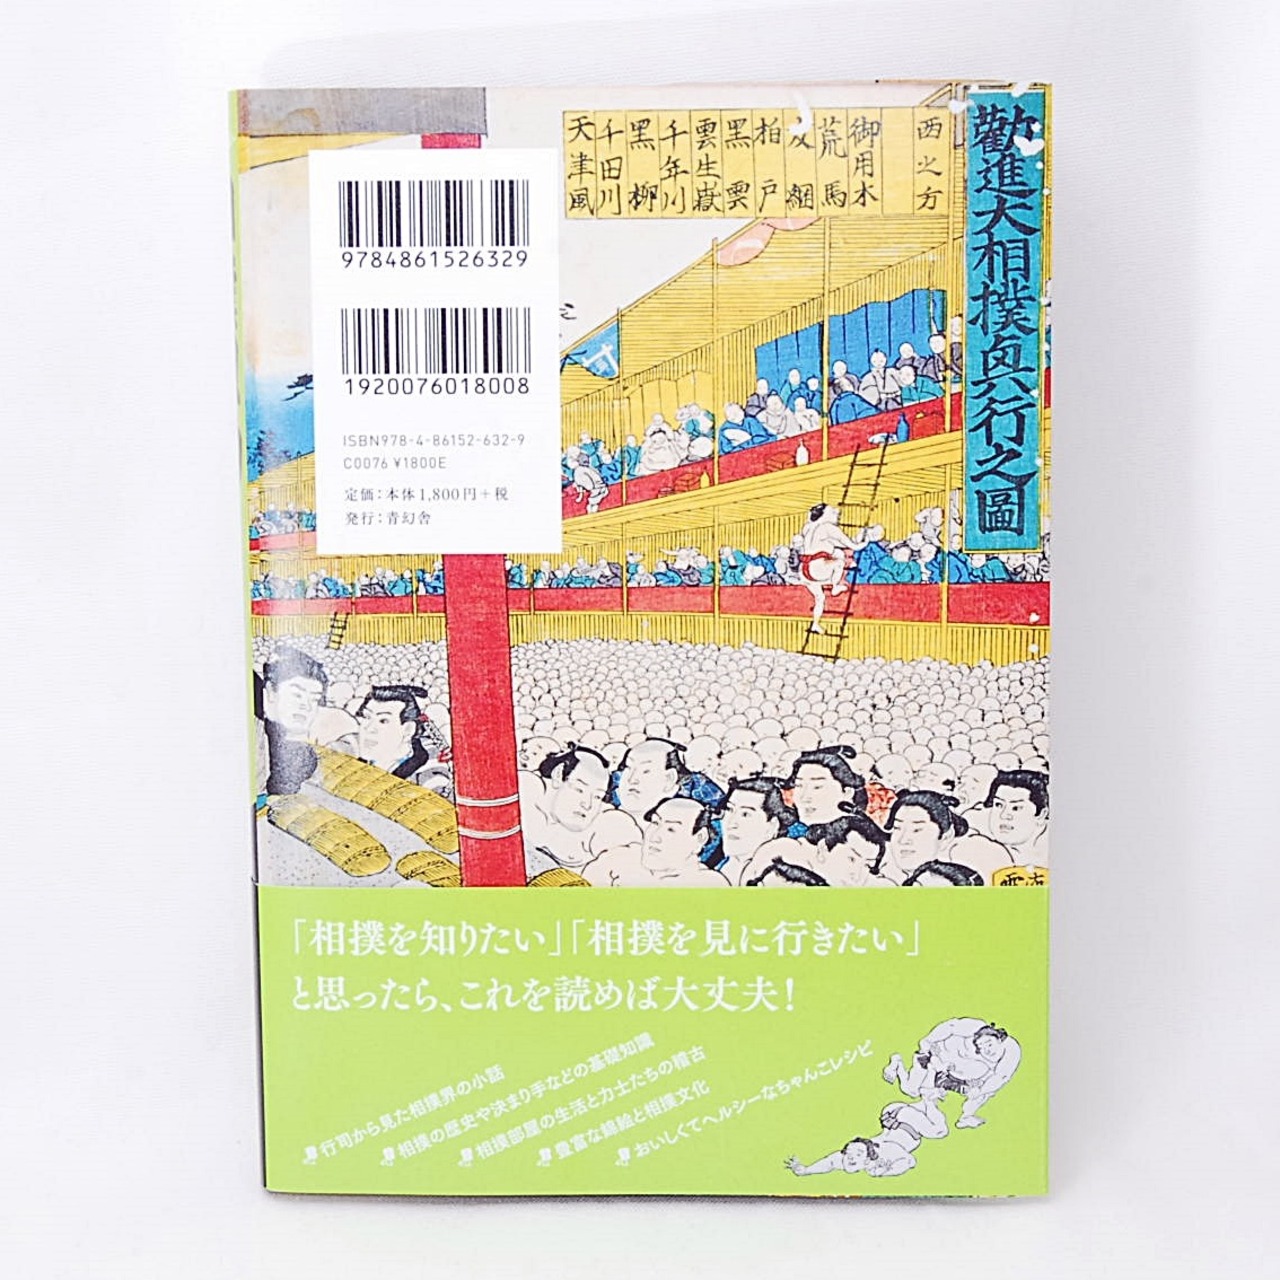 勸進大相撲興行之圖
西之方
御用水
荒馬
友綱
柏戸
黒雲
雲生嶽
千年川
黒柳
千田川
天津風
9784861526329
1920076018008
ISBN978-4-86152-632-9
C0076 ¥1800E
定価：本体1,800円＋税
発行：青幻舎
「相撲を知りたい」「相撲を見に行きたい」
と思ったら、これを読めば大丈夫！
行司から見た相撲界の小話
相撲の歴史や決まり手などの基礎知識
相撲部屋の生活と力士たちの稽古
豊富な錦絵と相撲文化
おいしくてヘルシーなちゃんこレシピ